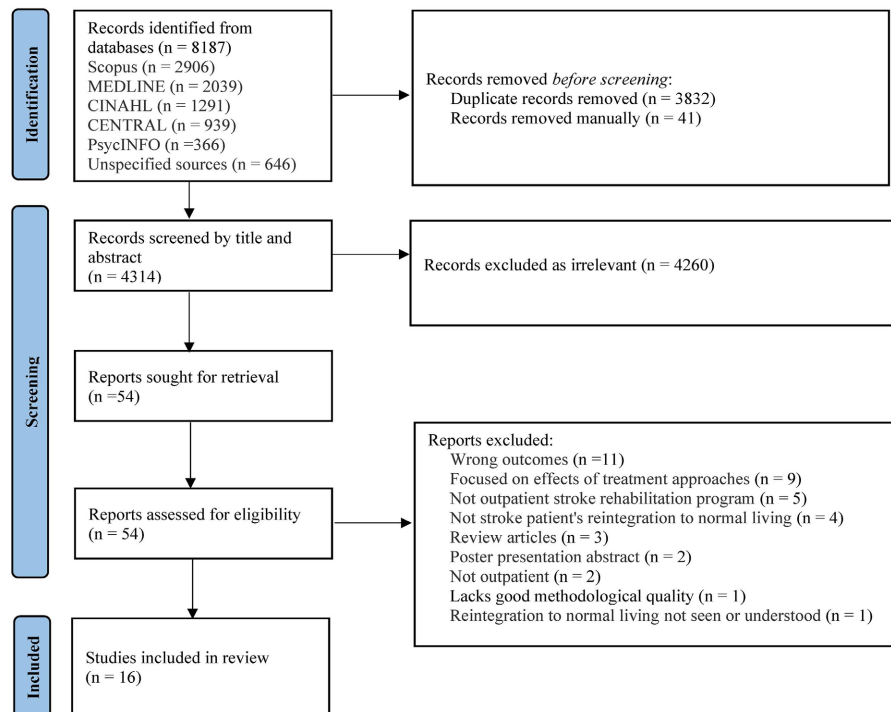 Identification
Records identified from
databases (n = 8187)
Scopus = 2906)
MEDLINE = 2039)
CINAHL = 1291)
CENTRAL = 939)
PsycINFO =366)
Unspecified sources (n = 646)
Records removed before screening:
Duplicate records removed (n = 3832)
Records removed manually (n = 41)
Screening
Records screened by title and
abstract
(n = 4314)
Records excluded as irrelevant (n = 4260)
Reports sought for retrieval
(n =54)
Reports assessed for eligibility
(n = 54)
Reports excluded:
Wrong outcomes (n =11)
Focused on effects of treatment approaches (n = 9)
Not outpatient stroke rehabilitation program (n = 5)
Not stroke patient's reintegration to normal living (n = 4)
Review articles (n = 3)
Poster presentation abstract (n = 2)
Not outpatient (n = 2)
Lacks good methodological quality (n = 1)
Reintegration to normal living not seen or understood (n = 1)
Included
Studies included in review
(n = 16)